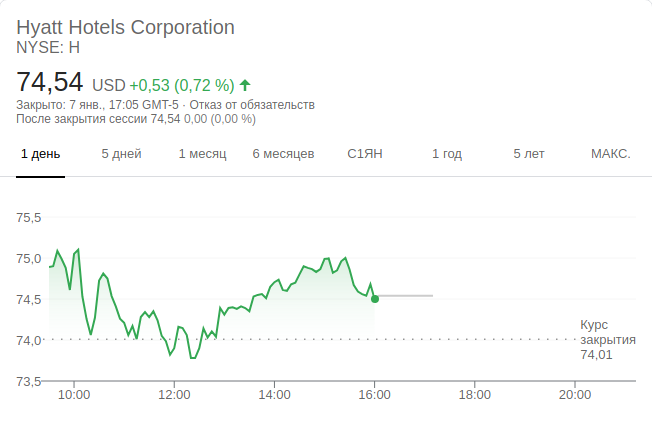 Hyatt Hotels Corporation
NYSE: H
74,54 USD +0,53 (0,72 %)
Закрыто: 7 янв., 17:05 GMT-5 · Отказ от обязательств
После закрытия сессии 74,54 0,00 (0,00 %)
1 день 5 дней 1 месяц 6 месяцев С1ЯН 1 год 5 лет МАКС.
75,5
75,0
74,5
74,0
73,5
Курс
закрытия
74,01
10:00 12:00 14:00 16:00 18:00 20:00